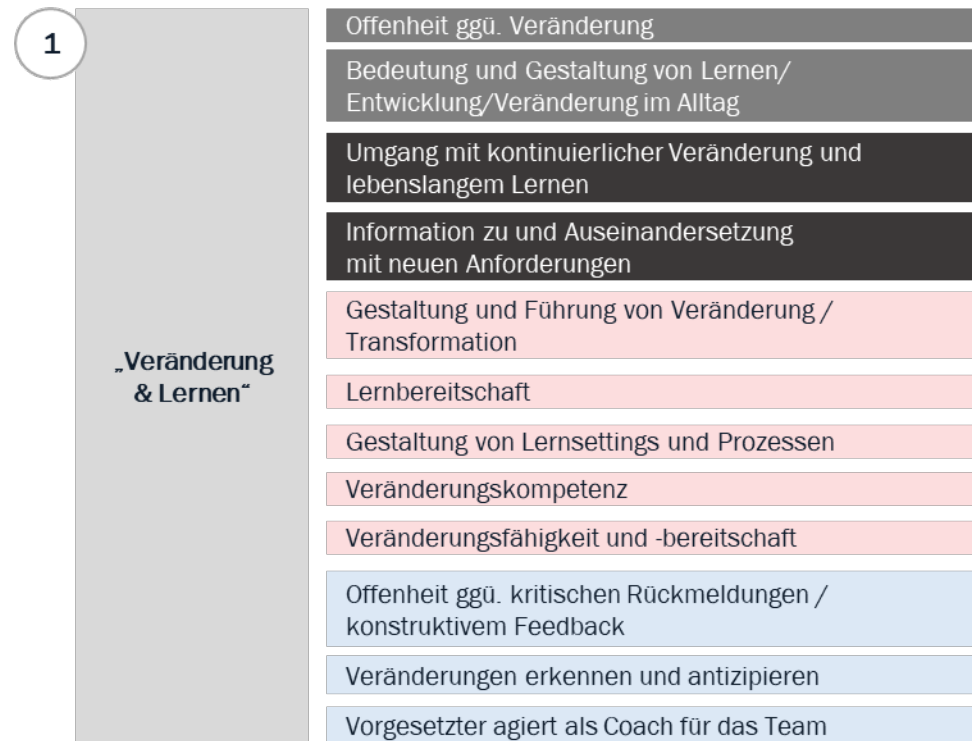 1
„Veränderung
& Lernen“
Offenheit ggü. Veränderung
Bedeutung und Gestaltung von Lernen/
Entwicklung/Veränderung im Alltag
Umgang mit kontinuierlicher Veränderung und
lebenslangem Lernen
Information zu und Auseinandersetzung
mit neuen Anforderungen
Gestaltung und Führung von Veränderung /
Transformation
Lernbereitschaft
Gestaltung von Lernsettings und Prozessen
Veränderungskompetenz
Veränderungsfähigkeit und -bereitschaft
Offenheit ggü. kritischen Rückmeldungen /
konstruktivem Feedback
Veränderungen erkennen und antizipieren
Vorgesetzter agiert als Coach für das Team